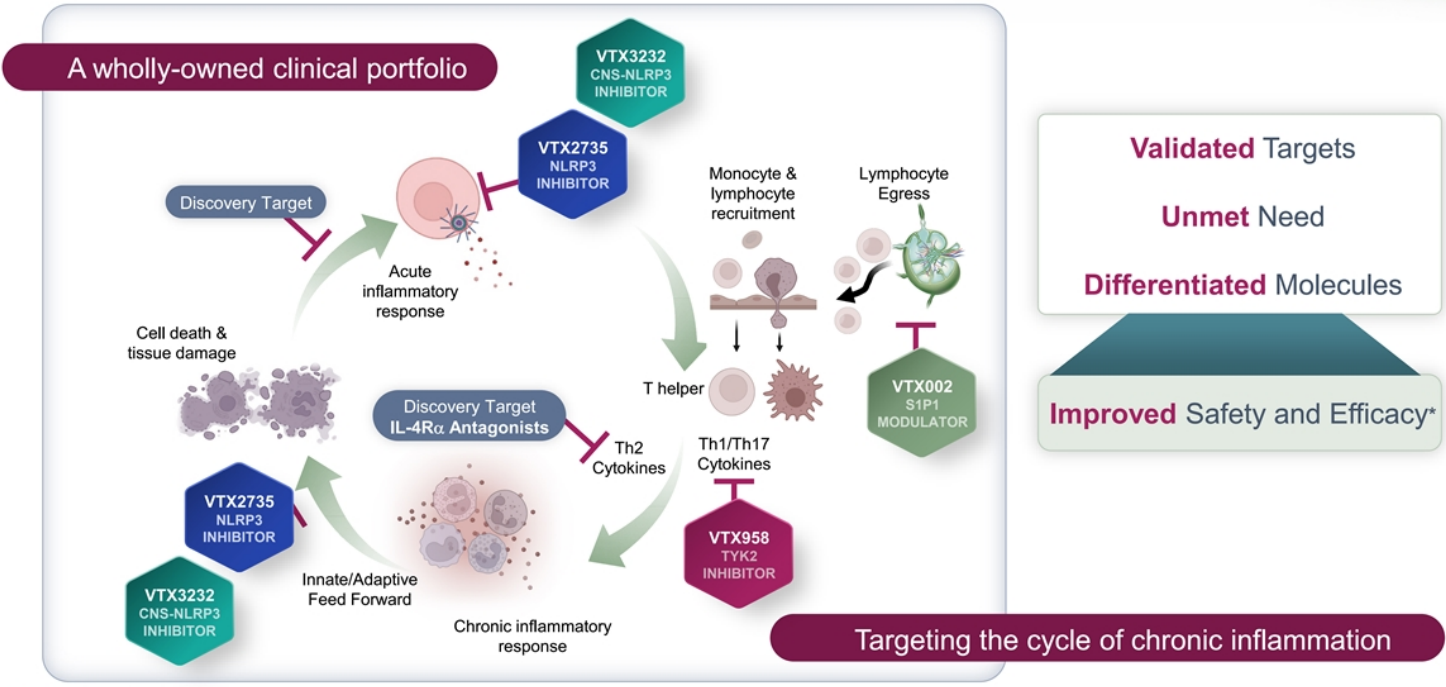 A wholly-owned clinical portfolio
VTX3232
CNS-NLRP3
INHIBITOR
VTX2735
NLRP3
INHIBITOR
Discovery Target
Acute
inflammatory
response
Monocyte &
lymphocyte
recruitment
Lymphocyte
Egress
Cell death &
tissue damage
T helper
VTX002
S1P1
MODULATOR
Discovery Target
IL-4Rα Antagonists
Th2
Cytokines
Th1/Th17
Cytokines
VTX958
TYK2
INHIBITOR
VTX2735
NLRP3
INHIBITOR
VTX3232
CNS-NLRP3
INHIBITOR
Innate/Adaptive
Feed Forward
Chronic inflammatory
response
Validated Targets
Unmet Need
Differentiated Molecules
Improved Safety and Efficacy*
Targeting the cycle of chronic inflammation